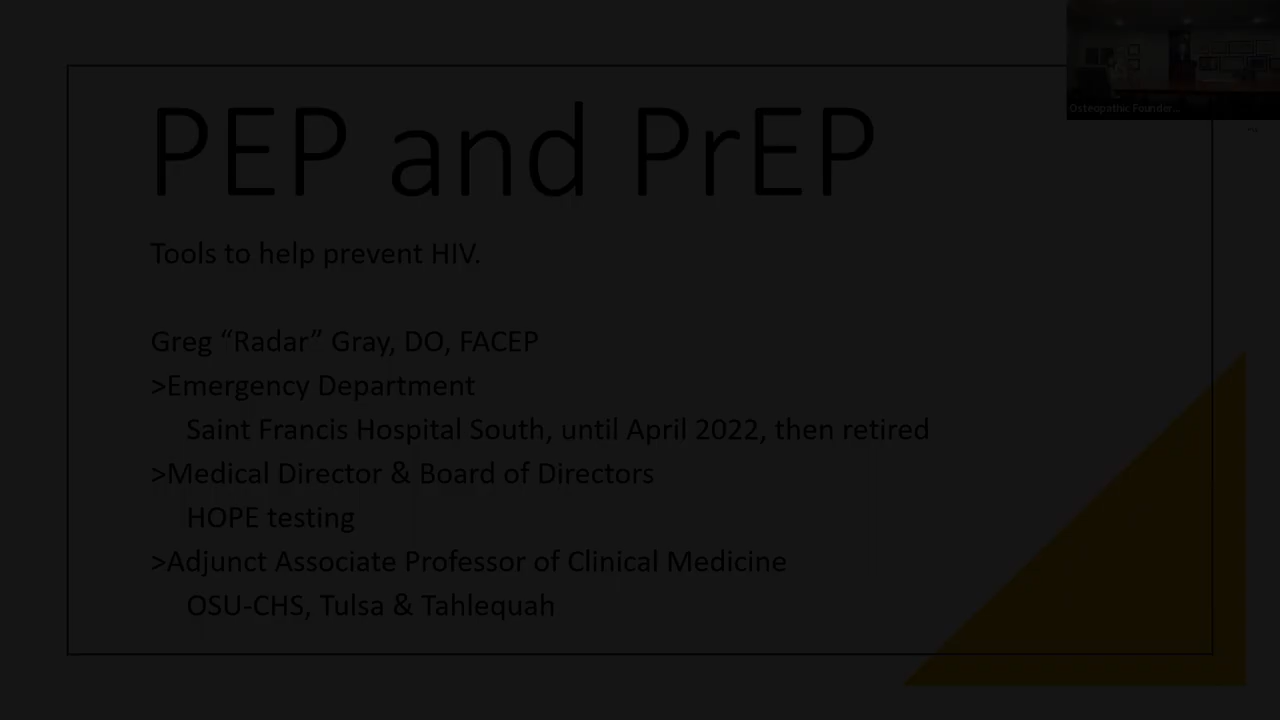 PEP and PrEP
Tools to help prevent HIV.
Greg “Radar” Gray, DO, FACEP
>Emergency Department
Saint Francis Hospital South, until April 2022, then retired
>Medical Director & Board of Directors
HOPE testing
>Adjunct Associate Professor of Clinical Medicine
OSU-CHS, Tulsa & Tahlequah
Osteopathic Founder...